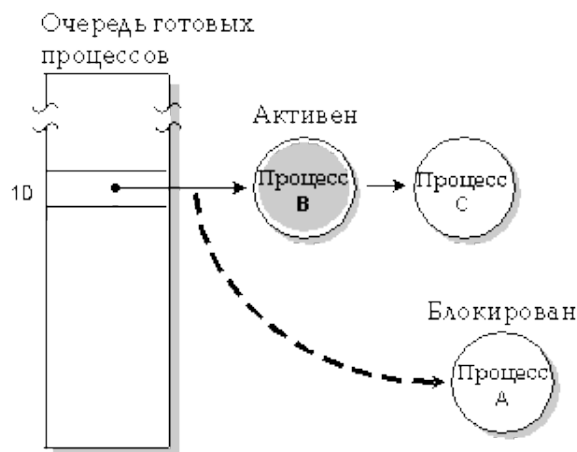 Очередь готовых
процессов
Активен
10
Процесс
B
Процесс
C
Блокирован
Процесс
A